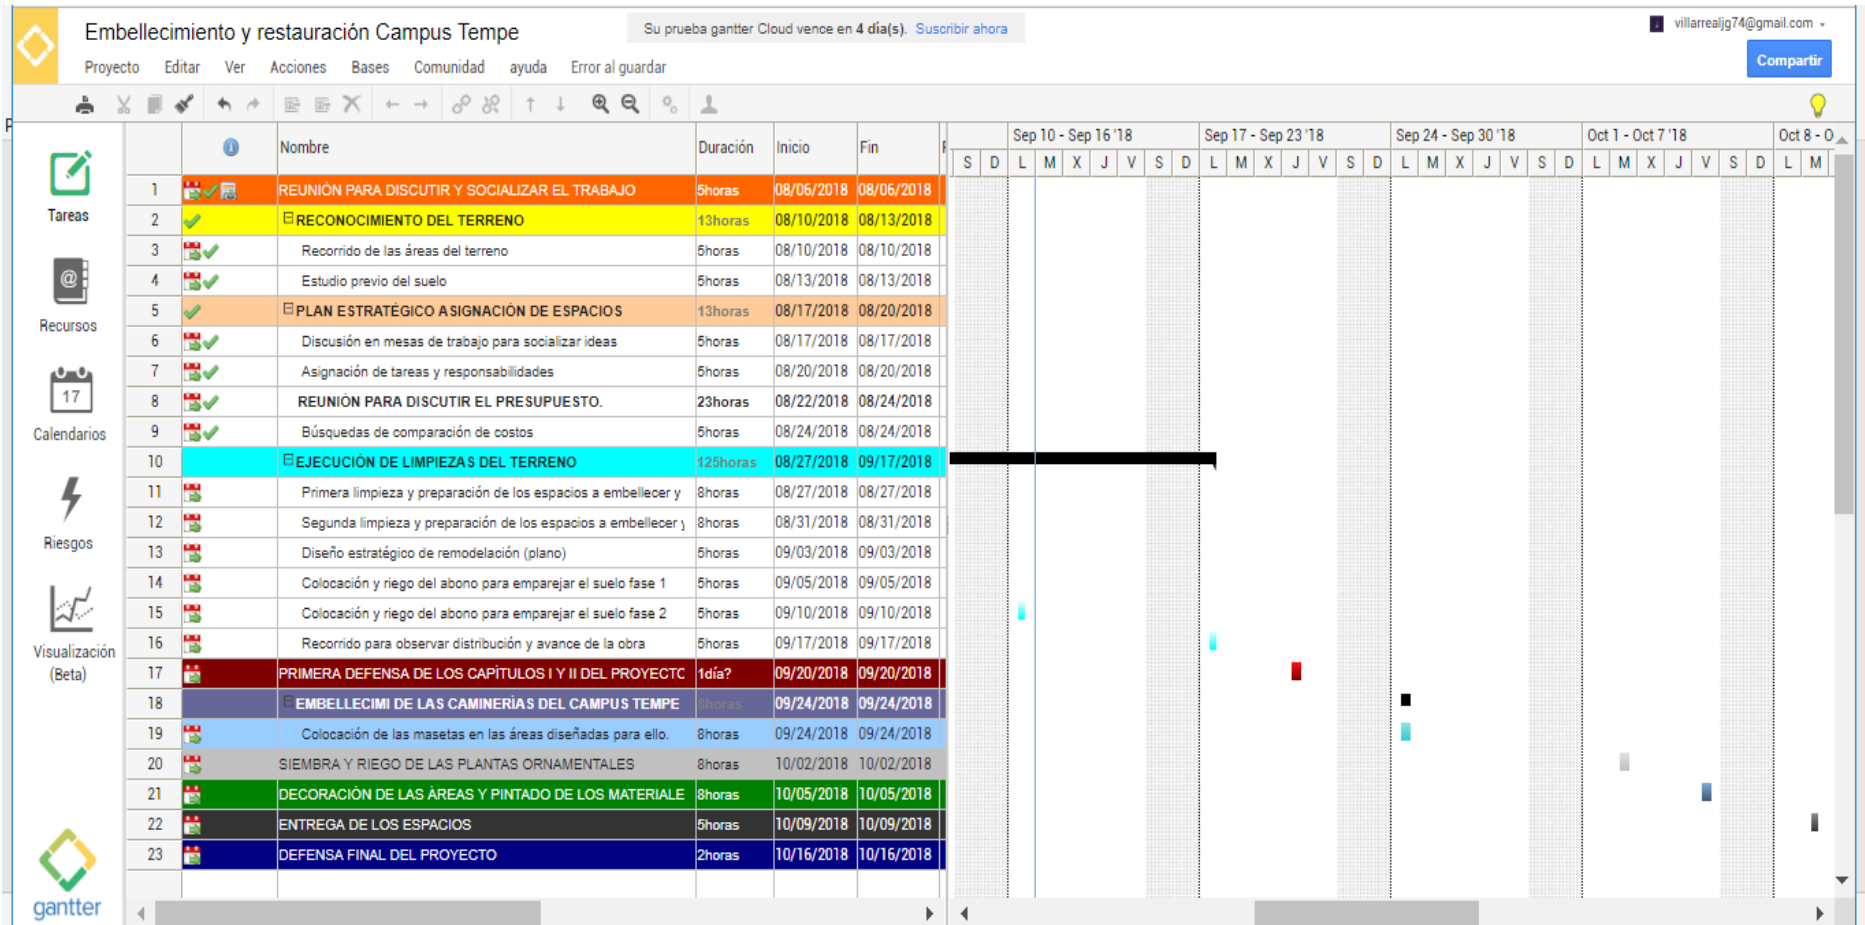 Embellecimiento y restauración Campus Tempe
Su prueba gantter Cloud vence en 4 día(s). Suscribir ahora
villarrealjg74@gmail.com
Proyecto Editar Ver Acciones Bases Comunidad ayuda Error al guardar
Compartir
Nombre Duración Inicio Fin
Sep 10 - Sep 16 '18 Sep 17 - Sep 23 '18 Sep 24 - Sep 30 '18 Oct 1 - Oct 7 '18 Oct 8 - O
S D L M X J V S D L M X J V S D L M X J V S D L M X J V S D L M
Tareas
Recursos
17
Calendarios
Riesgos
Visualización
(Beta)
gantter
1 REUNIÓN PARA DISCUTIR Y SOCIALIZAR EL TRABAJO 5horas 08/06/2018 08/06/2018
2 RECONOCIMIENTO DEL TERRENO 13horas 08/10/2018 08/13/2018
3 Recorrido de las áreas del terreno 5horas 08/10/2018 08/10/2018
4 Estudio previo del suelo 5horas 08/13/2018 08/13/2018
5 PLAN ESTRATÉGICO ASIGNACIÓN DE ESPACIOS 13horas 08/17/2018 08/20/2018
6 Discusión en mesas de trabajo para socializar ideas 5horas 08/17/2018 08/17/2018
7 Asignación de tareas y responsabilidades 5horas 08/20/2018 08/20/2018
8 REUNIÓN PARA DISCUTIR EL PRESUPUESTO. 23horas 08/22/2018 08/24/2018
9 Búsquedas de comparación de costos 5horas 08/24/2018 08/24/2018
10 EJECUCIÓN DE LIMPIEZAS DEL TERRENO 125horas 08/27/2018 09/17/2018
11 Primera limpieza y preparación de los espacios a embellecer y 8horas 08/27/2018 08/27/2018
12 Segunda limpieza y preparación de los espacios a embellecer y 8horas 08/31/2018 08/31/2018
13 Diseño estratégico de remodelación (plano) 5horas 09/03/2018 09/03/2018
14 Colocación y riego del abono para emparejar el suelo fase 1 5horas 09/05/2018 09/05/2018
15 Colocación y riego del abono para emparejar el suelo fase 2 5horas 09/10/2018 09/10/2018
16 Recorrido para observar distribución y avance de la obra 5horas 09/17/2018 09/17/2018
17 PRIMERA DEFENSA DE LOS CAPÍTULOS I Y II DEL PROYECTO 1día? 09/20/2018 09/20/2018
18 EMBELLECIMI DE LAS CAMINERÍAS DEL CAMPUS TEMPE 8horas 09/24/2018 09/24/2018
19 Colocación de las masetas en las áreas diseñadas para ello. 8horas 09/24/2018 09/24/2018
20 SIEMBRA Y RIEGO DE LAS PLANTAS ORNAMENTALES 8horas 10/02/2018 10/02/2018
21 DECORACIÓN DE LAS ÁREAS Y PINTADO DE LOS MATERIALE 8horas 10/05/2018 10/05/2018
22 ENTREGA DE LOS ESPACIOS 5horas 10/09/2018 10/09/2018
23 DEFENSA FINAL DEL PROYECTO 2horas 10/16/2018 10/16/2018